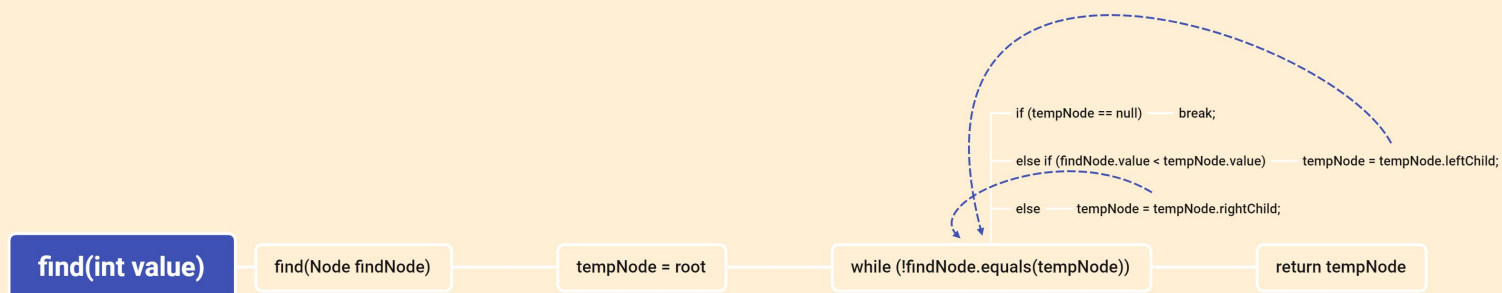 if (tempNode == null) break;
else if (findNode.value < tempNode.value) tempNode = tempNode.leftChild;
else tempNode = tempNode.rightChild;
find(int value) find(Node findNode) tempNode = root while (!findNode.equals(tempNode)) return tempNode